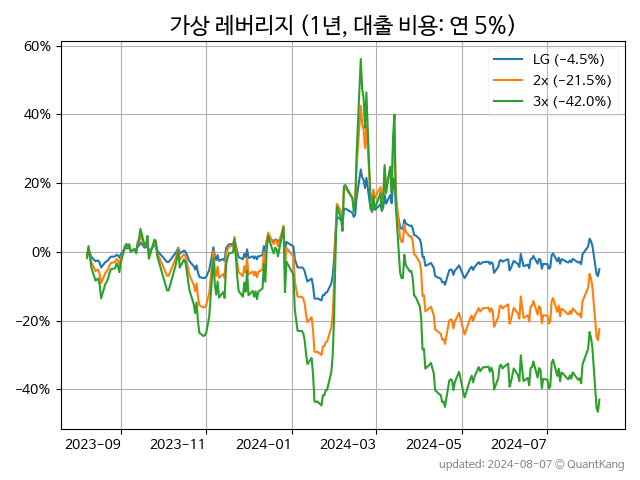 가상 레버리지 (1년, 대출 비용: 연 5%)
LG (−4.5%)
2x (−21.5%)
3x (−42.0%)
60%
40%
20%
0%
−20%
−40%
2023-09
2023-11
2024-01
2024-03
2024-05
2024-07
updated: 2024-08-07 © QuantKang